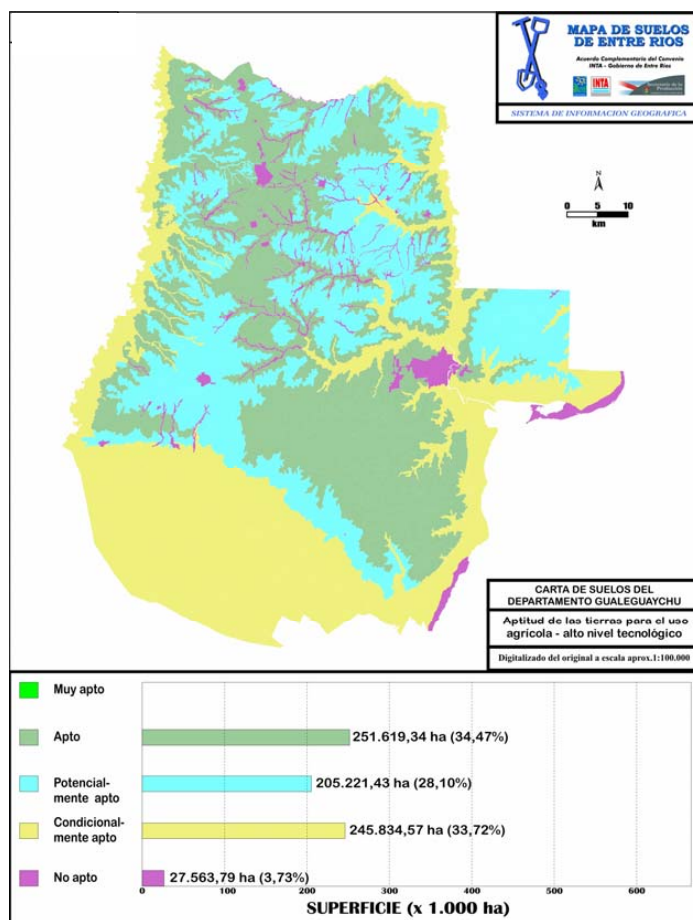 MAPA DE SUELOS
DE ENTRE RIOS
Acuerdo Complementario del Convenio
INTA - Gobierno de Entre Ríos
INTA
SISTEMA DE INFORMACION GEOGRAFICA
N
0 5 10
km
CARTA DE SUELOS DEL
DEPARTAMENTO GUALEGUAYCHU
Aptitud de las tierras para el uso
agrícola - alto nivel tecnológico
Digitalizado del original a escala aprox.1:100.000
Muy apto
Apto
251.619,34 ha (34,47%)
Potencial-
mente apto
205.221,43 ha (28,10%)
Condicional-
mente apto
245.834,57 ha (33,72%)
No apto
27.563,79 ha (3,73%)
0 100 200 300 400 500 600
SUPERFICIE (x 1.000 ha)